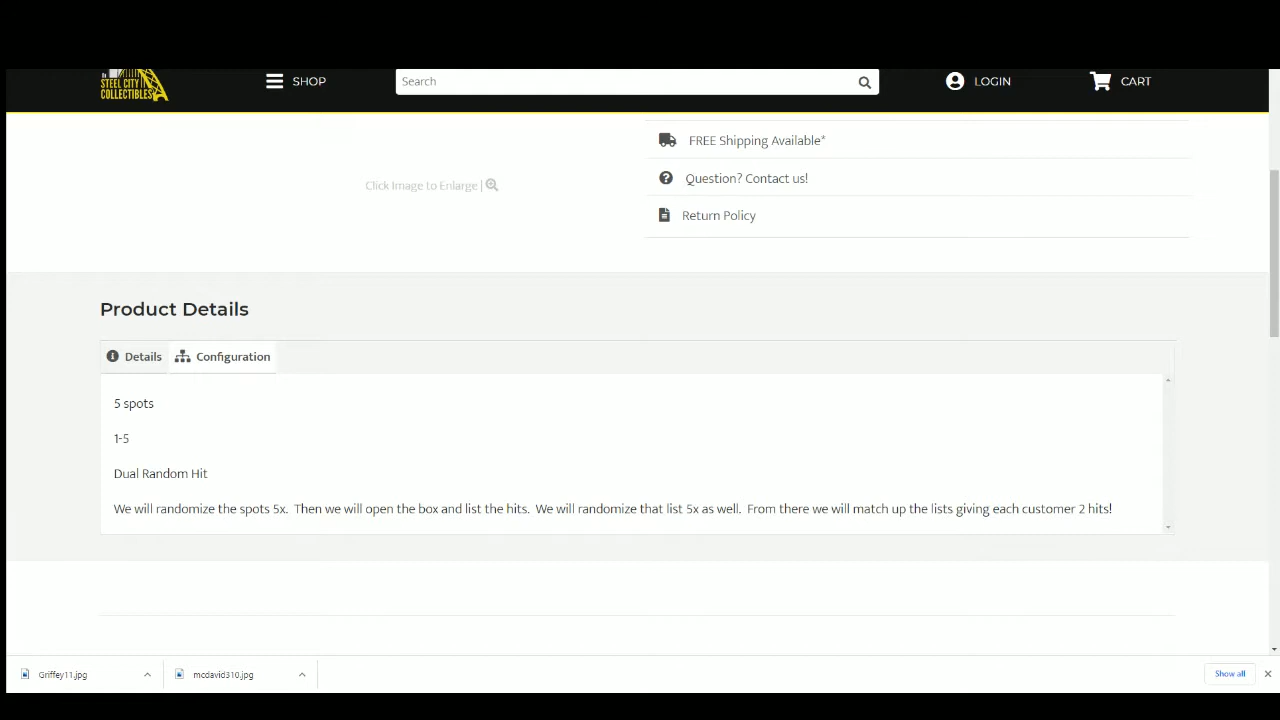 STEEL CITY
COLLECTIBLES
SHOP
Search
LOGIN
CART
FREE Shipping Available*
Click Image to Enlarge |
Question? Contact us!
Return Policy
Product Details
Details
Configuration
5 spots
1-5
Dual Random Hit
We will randomize the spots 5x. Then we will open the box and list the hits. We will randomize that list 5x as well. From there we will match up the lists giving each customer 2 hits!
Griffey11.jpg
mcdavid310.jpg
Show all